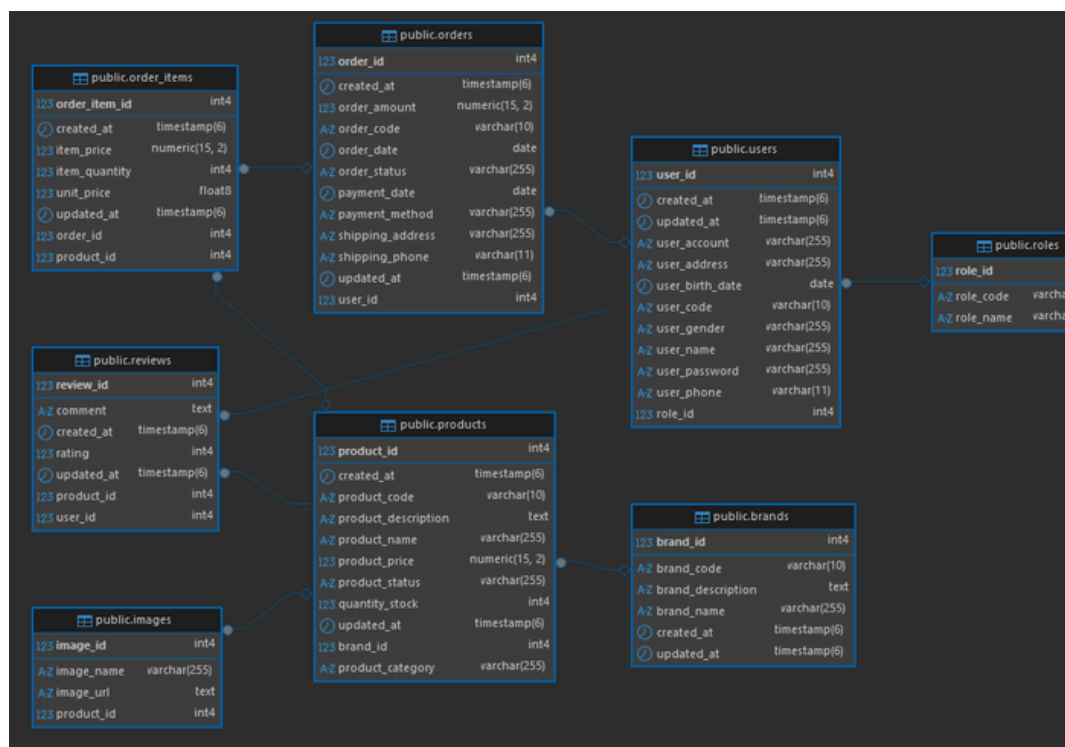 public.orders
123 order_id int4
created_at timestamp(6)
123 order_amount numeric(15, 2)
A-Z order_code varchar(10)
order_date date
A-Z order_status varchar(255)
payment_date date
A-Z payment_method varchar(255)
A-Z shipping_address varchar(255)
A-Z shipping_phone varchar(11)
updated_at timestamp(6)
123 user_id int4
public.order_items
123 order_item_id int4
created_at timestamp(6)
123 item_price numeric(15, 2)
123 item_quantity int4
123 unit_price float8
updated_at timestamp(6)
123 order_id int4
123 product_id int4
public.users
123 user_id int4
created_at timestamp(6)
updated_at timestamp(6)
A-Z user_account varchar(255)
A-Z user_address varchar(255)
user_birth_date date
A-Z user_code varchar(10)
A-Z user_gender varchar(255)
A-Z user_name varchar(255)
A-Z user_password varchar(255)
A-Z user_phone varchar(11)
123 role_id int4
public.roles
123 role_id
A-Z role_code varcha
A-Z role_name varcha
public.reviews
123 review_id int4
A-Z comment text
created_at timestamp(6)
123 rating int4
updated_at timestamp(6)
123 product_id int4
123 user_id int4
public.products
123 product_id int4
created_at timestamp(6)
A-Z product_code varchar(10)
A-Z product_description text
A-Z product_name varchar(255)
123 product_price numeric(15, 2)
A-Z product_status varchar(255)
123 quantity_stock int4
updated_at timestamp(6)
123 brand_id int4
A-Z product_category varchar(255)
public.brands
123 brand_id int4
A-Z brand_code varchar(10)
A-Z brand_description text
A-Z brand_name varchar(255)
created_at timestamp(6)
updated_at timestamp(6)
public.images
123 image_id int4
A-Z image_name varchar(255)
A-Z image_url text
123 product_id int4